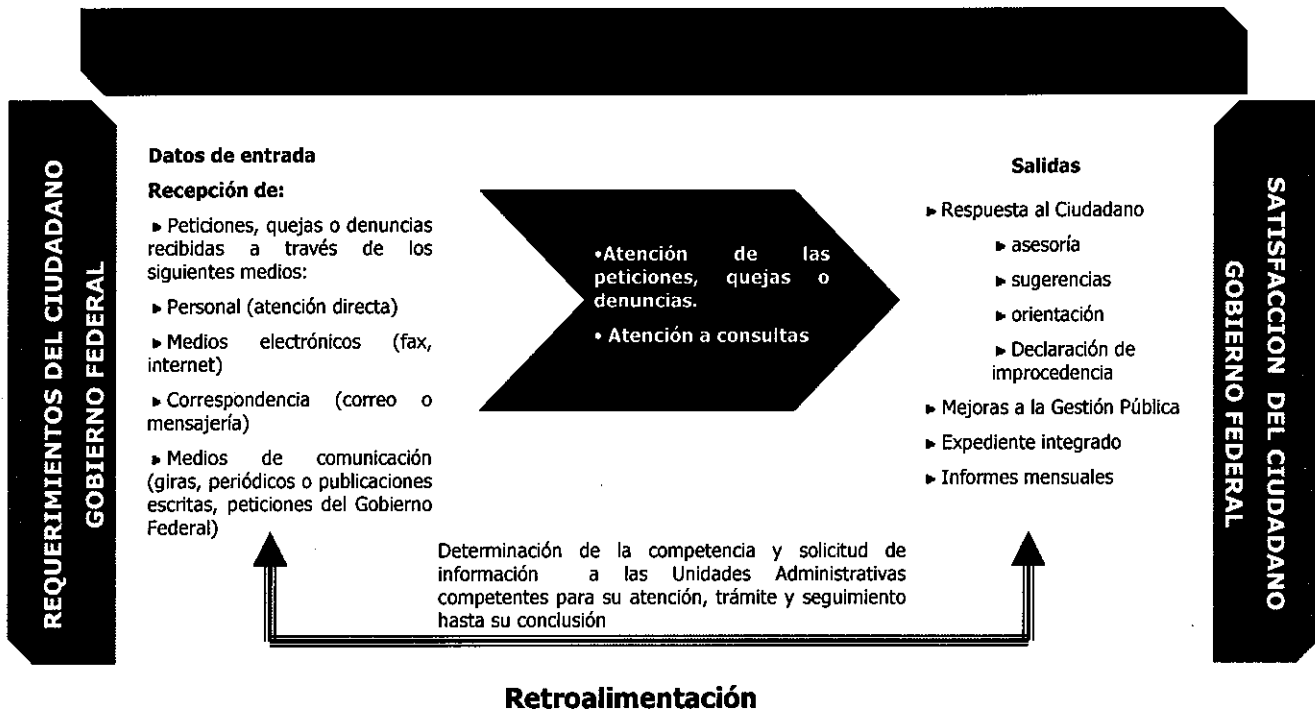 REQUERIMIENTOS DEL CIUDADANO
GOBIERNO FEDERAL
Datos de entrada
Recepción de:
▸ Peticiones, quejas o denuncias
recibidas a través de los
siguientes medios:
▸ Personal (atención directa)
▸ Medios electrónicos (fax,
internet)
▸ Correspondencia (correo o
mensajería)
▸ Medios de comunicación
(giras, periódicos o publicaciones
escritas, peticiones del Gobierno
Federal)
•Atención de las
peticiones, quejas o
denuncias.
• Atención a consultas
Salidas
▸ Respuesta al Ciudadano
▸ asesoría
▸ sugerencias
▸ orientación
▸ Declaración de
improcedencia
▸ Mejoras a la Gestión Pública
▸ Expediente integrado
▸ Informes mensuales
SATISFACCION DEL CIUDADANO
GOBIERNO FEDERAL
Determinación de la competencia y solicitud de
información a las Unidades Administrativas
competentes para su atención, trámite y seguimiento
hasta su conclusión
Retroalimentación